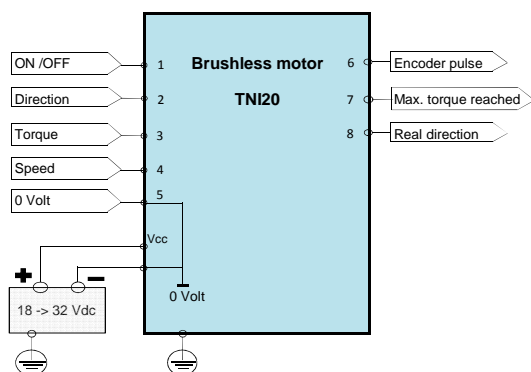 ON /OFF
Direction
Torque
Speed
0 Volt
1
2
3
4
5
Vcc
Brushless motor
TNI20
0 Volt
6
7
8
Encoder pulse
Max. torque reached
Real direction
+
−
18 -> 32 Vdc